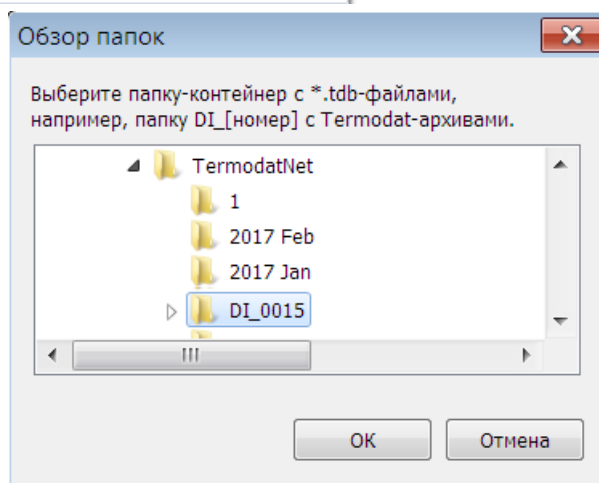 Обзор папок
Выберите папку-контейнер с *.tdb-файлами,
например, папку DI_[номер] с Termodat-архивами.
TermodatNet
1
2017 Feb
2017 Jan
DI_0015
ОК
Отмена